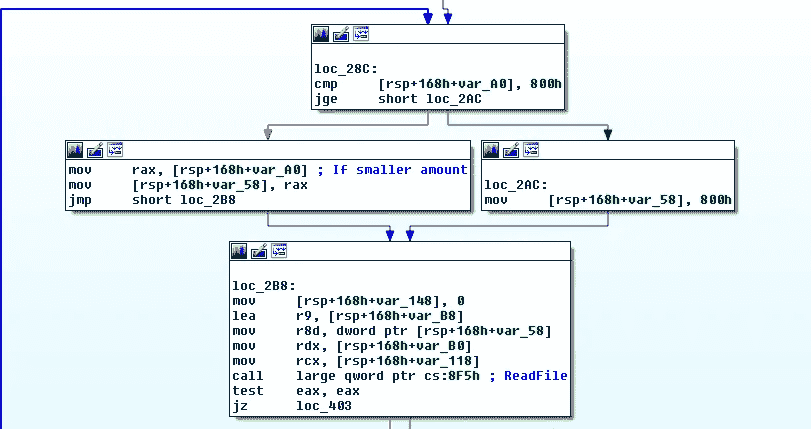 loc_28C:
cmp [rsp+168h+var_A0], 800h
jge short loc_2AC
mov rax, [rsp+168h+var_A0] ; If smaller amount
mov [rsp+168h+var_58], rax
jmp short loc_2B8
loc_2AC:
mov [rsp+168h+var_58], 800h
loc_2B8:
mov [rsp+168h+var_148], 0
lea r9, [rsp+168h+var_B8]
mov r8d, dword ptr [rsp+168h+var_58]
mov rdx, [rsp+168h+var_B0]
mov rcx, [rsp+168h+var_118]
call large qword ptr cs:8F5h ; ReadFile
test eax, eax
jz loc_403